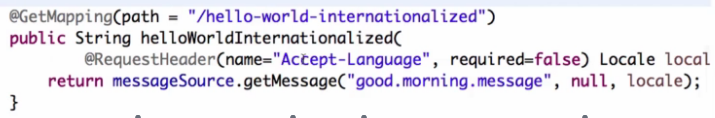 @GetMapping(path = "/hello-world-internationalized")
public String helloWorldInternationalized(
@RequestHeader(name="Accept-Language", required=false) Locale local
return messageSource.getMessage("good.morning.message", null, locale);
}